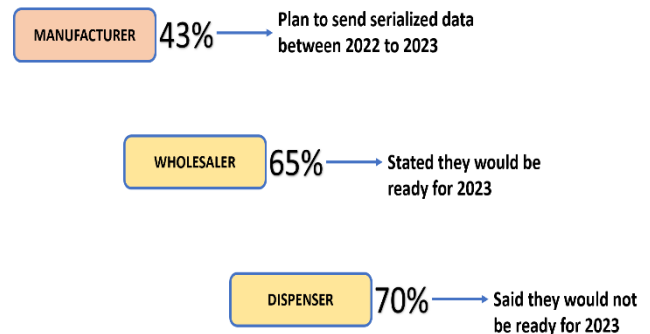 MANUFACTURER 43% Plan to send serialized data
between 2022 to 2023
WHOLESALER 65% Stated they would be
ready for 2023
DISPENSER 70% Said they would not
be ready for 2023